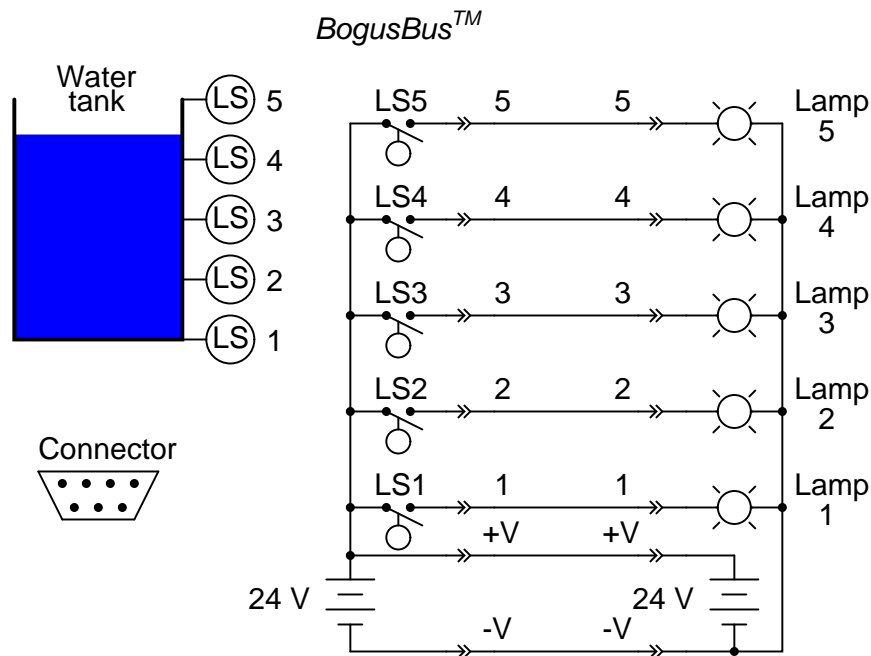 BogusBus™
Water
tank
LS 5
LS 4
LS 3
LS 2
LS 1
Connector
LS5 5 5 Lamp
5
LS4 4 4 Lamp
4
LS3 3 3 Lamp
3
LS2 2 2 Lamp
2
LS1 1 1 Lamp
1
+V +V
24 V 24 V
-V -V